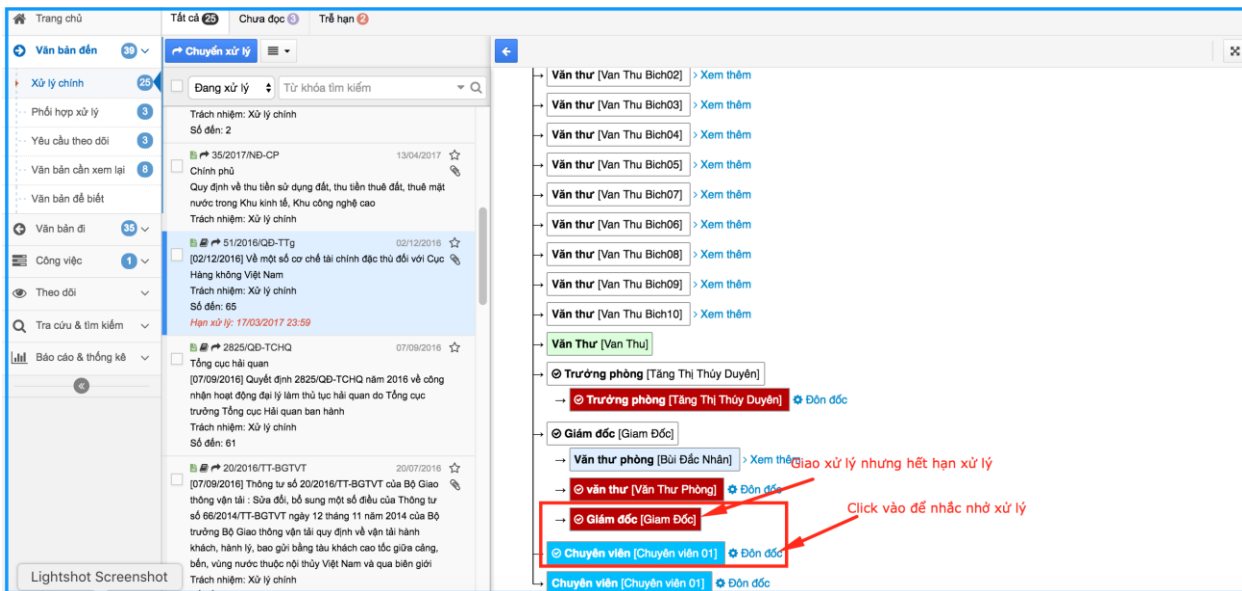 Trang chủ
Văn bản đến 39
Xử lý chính 25
Phối hợp xử lý 3
Yêu cầu theo dõi 3
Văn bản cần xem lại 8
Văn bản để biết
Văn bản đi 35
Công việc 1
Theo dõi
Tra cứu & tìm kiếm
Báo cáo & thống kê
Lightshot Screenshot
Tất cả 25 Chưa đọc 3 Trễ hạn 2
Chuyển xử lý
Đang xử lý Từ khóa tìm kiếm
Trách nhiệm: Xử lý chính
Số đến: 2
35/2017/NĐ-CP 13/04/2017
Chính phủ
Quy định về thu tiền sử dụng đất, thu tiền thuê đất, thuê mặt
nước trong Khu kinh tế, Khu công nghệ cao
Trách nhiệm: Xử lý chính
51/2016/QĐ-TTg 02/12/2016
[02/12/2016] Về một số cơ chế tài chính đặc thù đối với Cục
Hàng không Việt Nam
Trách nhiệm: Xử lý chính
Số đến: 65
Hạn xử lý: 17/03/2017 23:59
2825/QĐ-TCHQ 07/09/2016
Tổng cục hải quan
[07/09/2016] Quyết định 2825/QĐ-TCHQ năm 2016 về công
nhận hoạt động đại lý làm thủ tục hải quan do Tổng cục
trưởng Tổng cục Hải quan ban hành
Trách nhiệm: Xử lý chính
Số đến: 61
20/2016/TT-BGTVT 20/07/2016
[07/09/2016] Thông tư số 20/2016/TT-BGTVT của Bộ Giao
thông vận tải : Sửa đổi, bổ sung một số điều của Thông tư
số 66/2014/TT-BGTVT ngày 12 tháng 11 năm 2014 của Bộ
trưởng Bộ Giao thông vận tải quy định về vận tải hành
khách, hành lý, bao gửi bằng tàu khách cao tốc giữa cảng,
bến, vùng nước thuộc nội thủy Việt Nam và qua biên giới
Trách nhiệm: Xử lý chính
Văn thư [Van Thu Bich02] > Xem thêm
Văn thư [Van Thu Bich03] > Xem thêm
Văn thư [Van Thu Bich04] > Xem thêm
Văn thư [Van Thu Bich05] > Xem thêm
Văn thư [Van Thu Bich07] > Xem thêm
Văn thư [Van Thu Bich06] > Xem thêm
Văn thư [Van Thu Bich08] > Xem thêm
Văn thư [Van Thu Bich09] > Xem thêm
Văn thư [Van Thu Bich10] > Xem thêm
Văn Thư [Van Thu]
Trưởng phòng [Tăng Thị Thúy Duyên]
Trưởng phòng [Tăng Thị Thúy Duyên] Đôn đốc
Giám đốc [Giam Đốc]
Văn thư phòng [Bùi Đắc Nhân] > Xem thêm
Giao xử lý nhưng hết hạn xử lý
văn thư [Văn Thư Phòng] Đôn đốc
Click vào để nhắc nhở xử lý
Giám đốc [Giam Đốc]
Chuyên viên [Chuyên viên 01] Đôn đốc
Chuyên viên [Chuyên viên 01] Đôn đốc